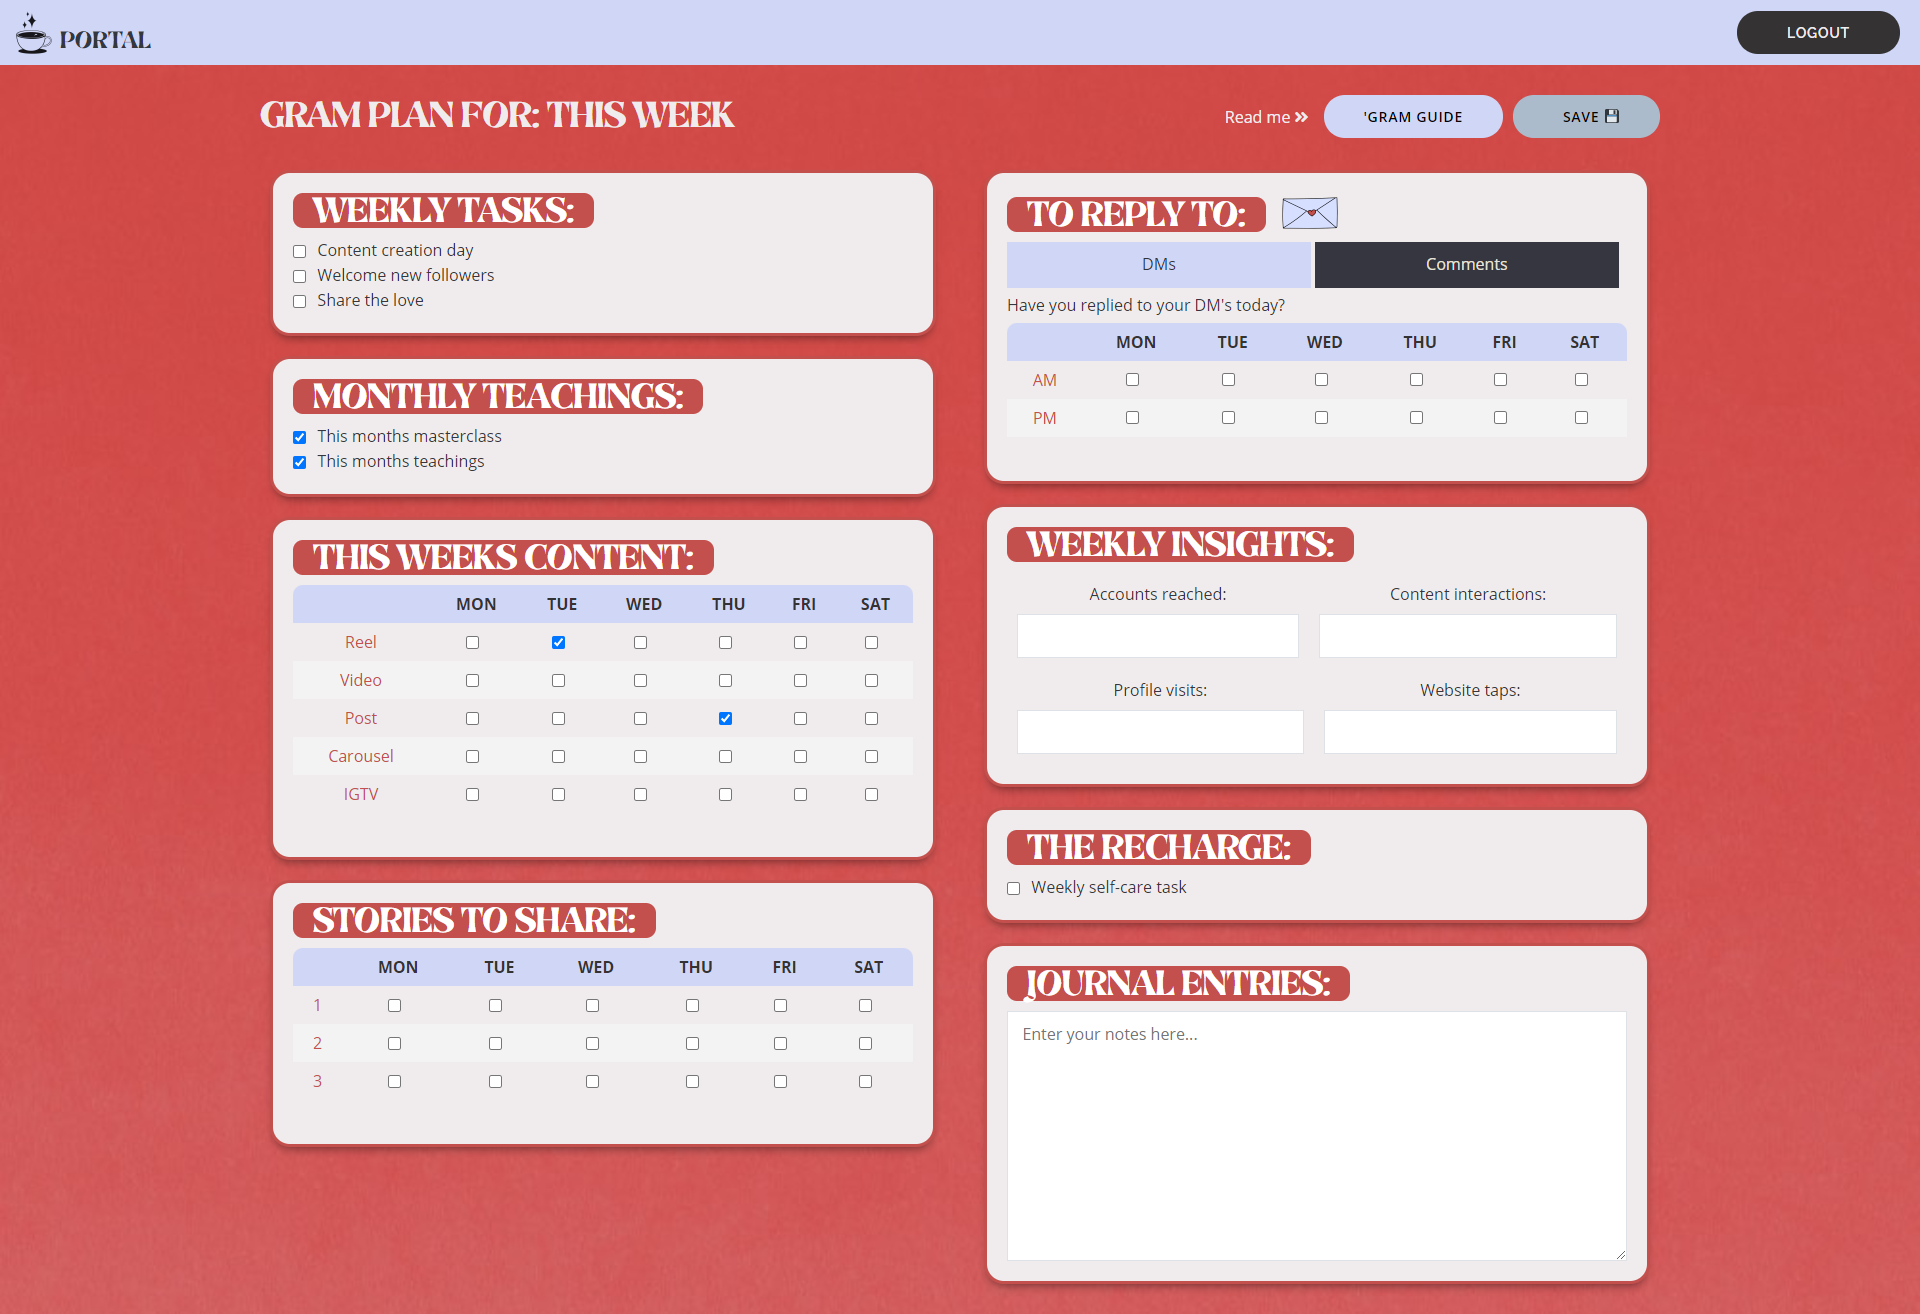 PORTAL
LOGOUT
GRAM PLAN FOR: THIS WEEK
Read me »
'GRAM GUIDE
SAVE 💾
WEEKLY TASKS:
Content creation day
Welcome new followers
Share the love
MONTHLY TEACHINGS:
This months masterclass
This months teachings
THIS WEEKS CONTENT:
MON TUE WED THU FRI SAT
Reel
Video
Post
Carousel
IGTV
STORIES TO SHARE:
MON TUE WED THU FRI SAT
1
2
3
TO REPLY TO:
DMs
Comments
Have you replied to your DM's today?
MON TUE WED THU FRI SAT
AM
PM
WEEKLY INSIGHTS:
Accounts reached: Content interactions:
Profile visits: Website taps:
THE RECHARGE:
Weekly self-care task
JOURNAL ENTRIES:
Enter your notes here...